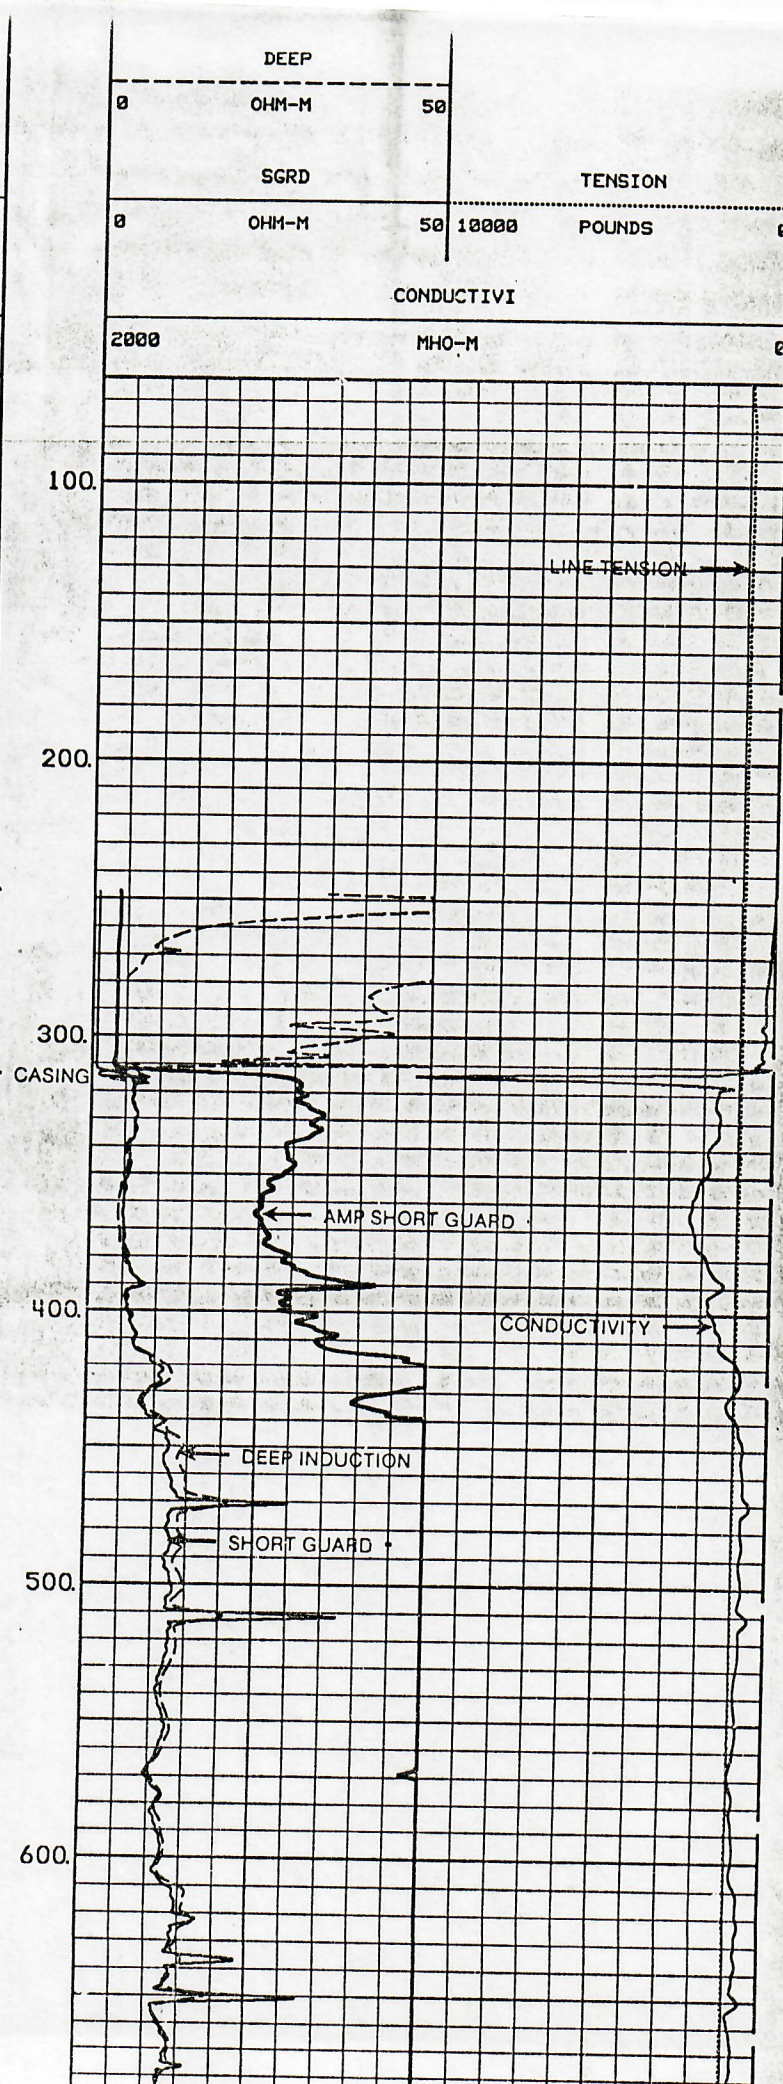 DEEP
0 OHM-M 50
SGRD TENSION
0 OHM-M 50 10000 POUNDS
CONDUCTIVI
2000 MHO-M
100.
LINE TENSION
200.
300.
CASING
AMP SHORT GUARD
400.
CONDUCTIVITY
DEEP INDUCTION
SHORT GUARD
500.
600.